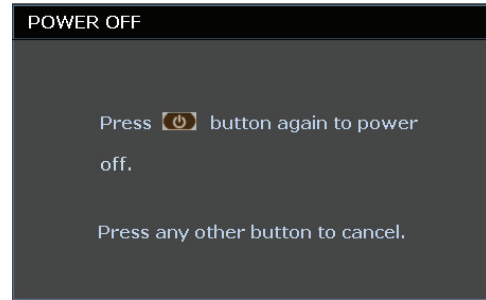 POWER OFF
Press button again to power
off.
Press any other button to cancel.